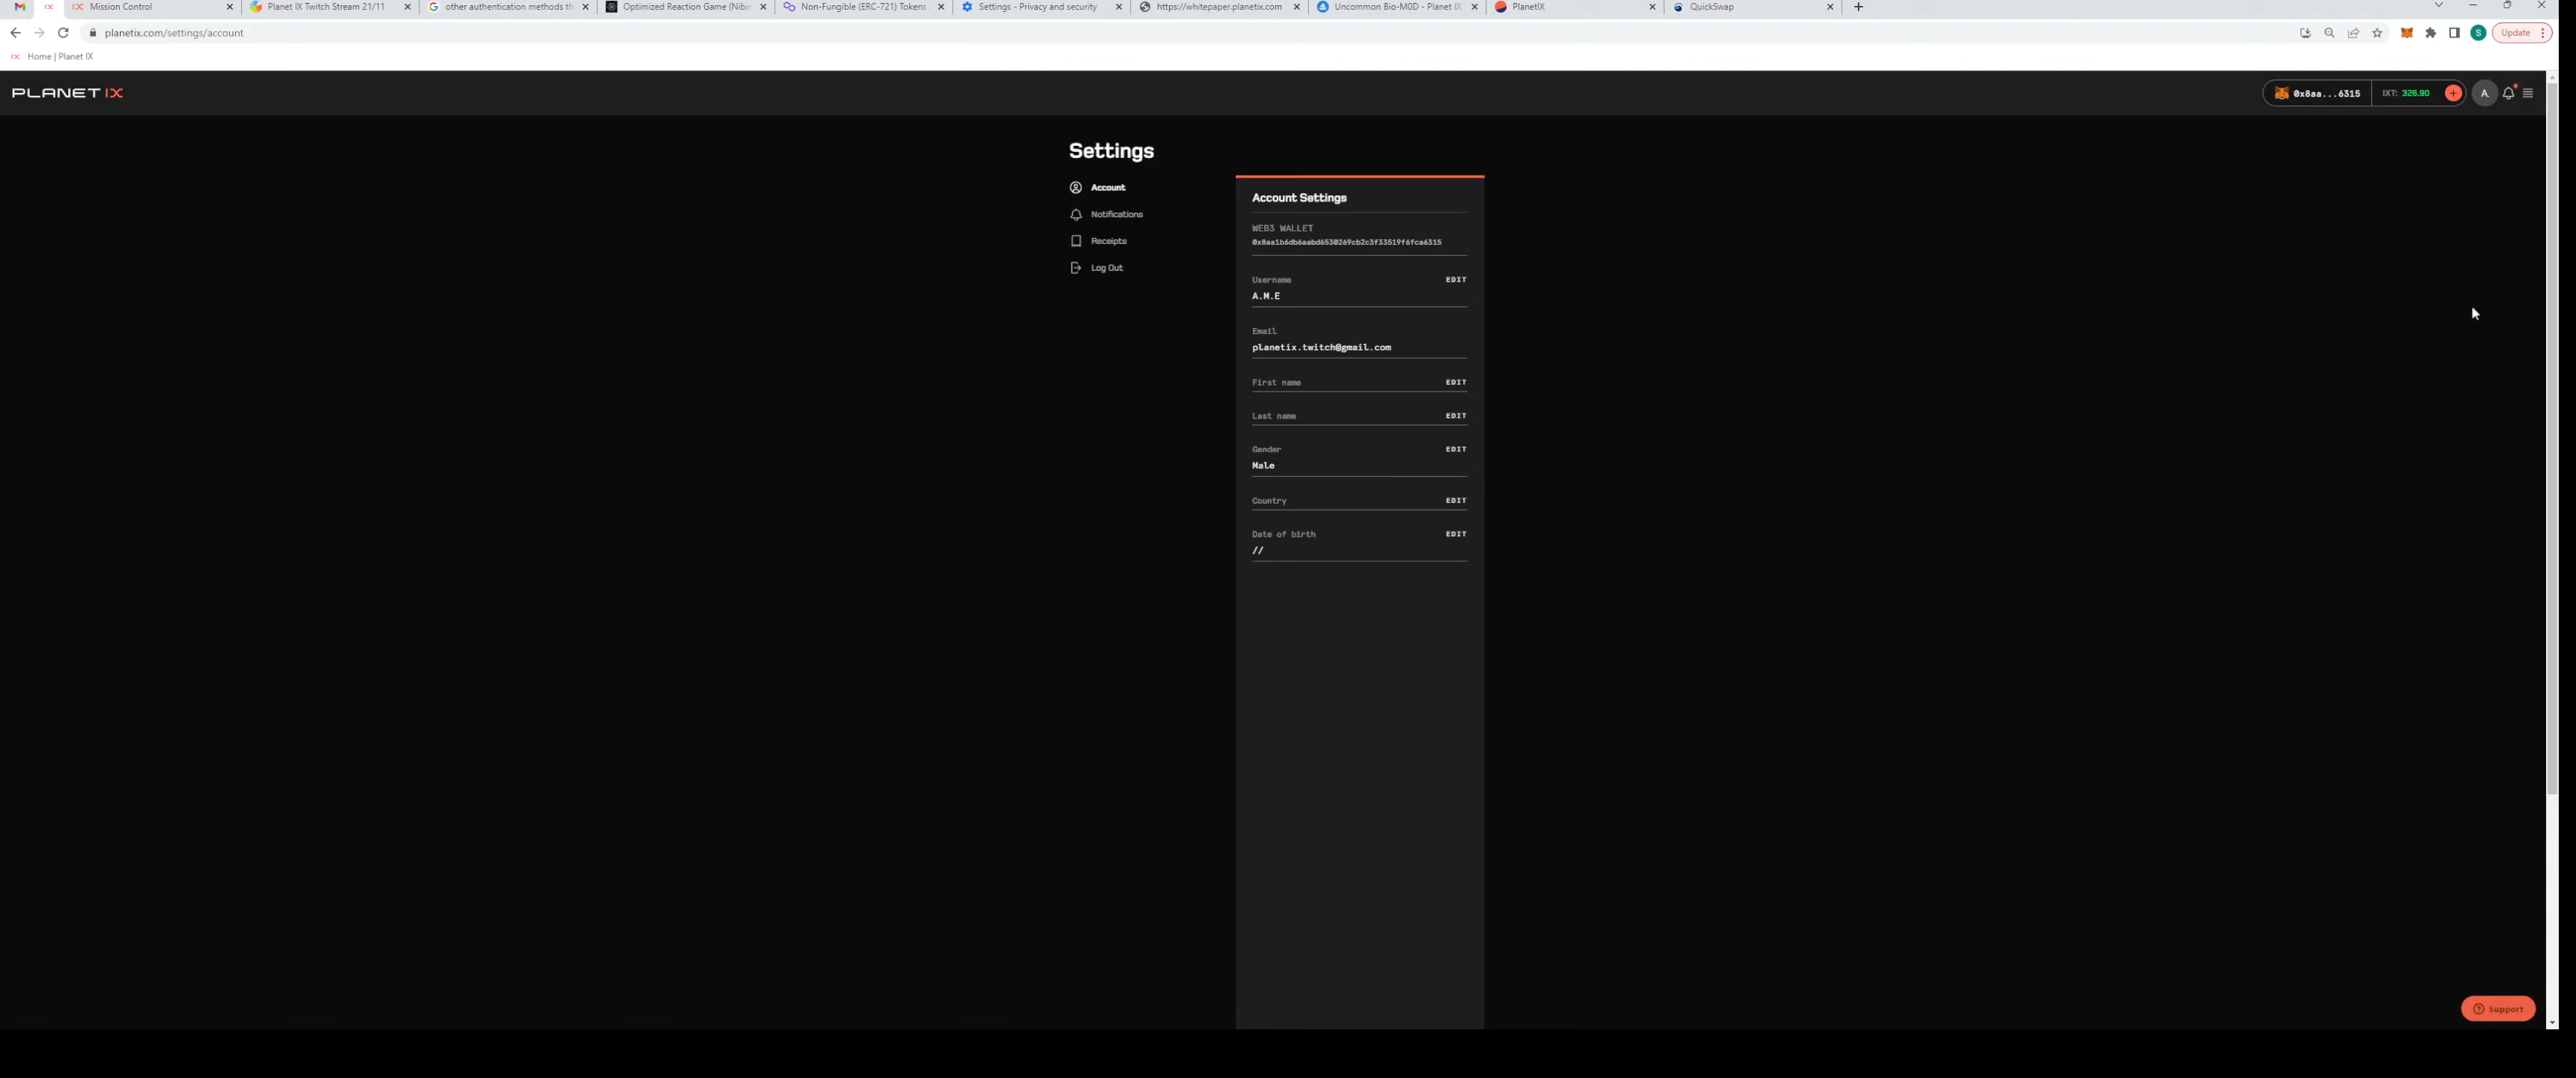 Mission Control
Planet IX Twitch Stream 21/11
other authentication methods th
Optimized Reaction Game (Nibin
Non-Fungible (ERC-721) Tokens
Settings - Privacy and security
https://whitepaper.planetix.com
Uncommon Bio-M0D - Planet IX
PlanetIX
QuickSwap
planetix.com/settings/account
S
Update
Home | Planet IX
PLANET IX
0x8aa...6315
IXT: 326.90
A.
Settings
Account
Notifications
Receipts
Log Out
Account Settings
WEB3 WALLET
0x8aa1b6db6aabd6530269cb2c3f33519f6fca6315
Username EDIT
A.M.E
Email
planetix.twitch@gmail.com
First name EDIT
Last name EDIT
Gender EDIT
Male
Country EDIT
Date of birth EDIT
//
Support